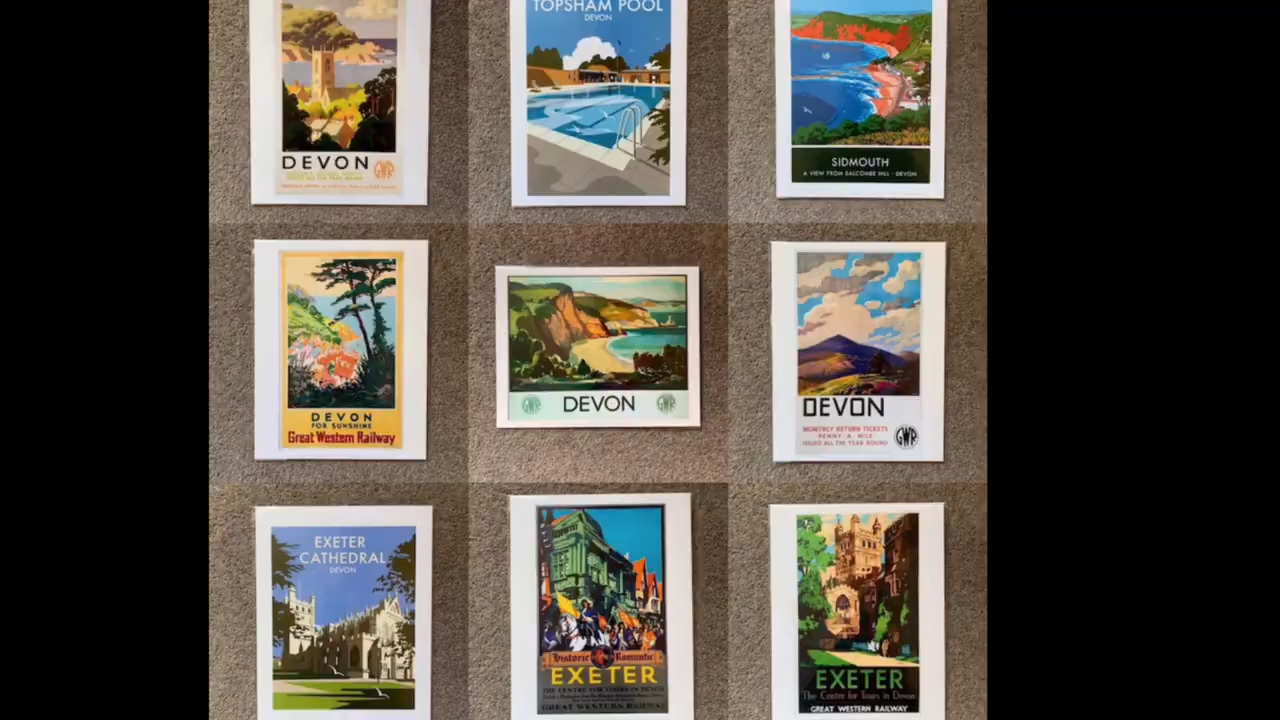 DEVON
GWR
TOPSHAM POOL
DEVON
SIDMOUTH
A VIEW FROM SALCOMBE HILL · DEVON
DEVON
FOR SUNSHINE
Great Western Railway
GWR
DEVON
GWR
DEVON
MONTHLY RETURN TICKETS
PENNY · A · MILE
ISSUED ALL THE YEAR ROUND
GWR
EXETER
CATHEDRAL
DEVON
Historic Romantic
EXETER
THE CENTRE FOR TOURS IN DEVON
GREAT WESTERN RAILWAY
EXETER
The Centre for Tours in Devon
GREAT WESTERN RAILWAY